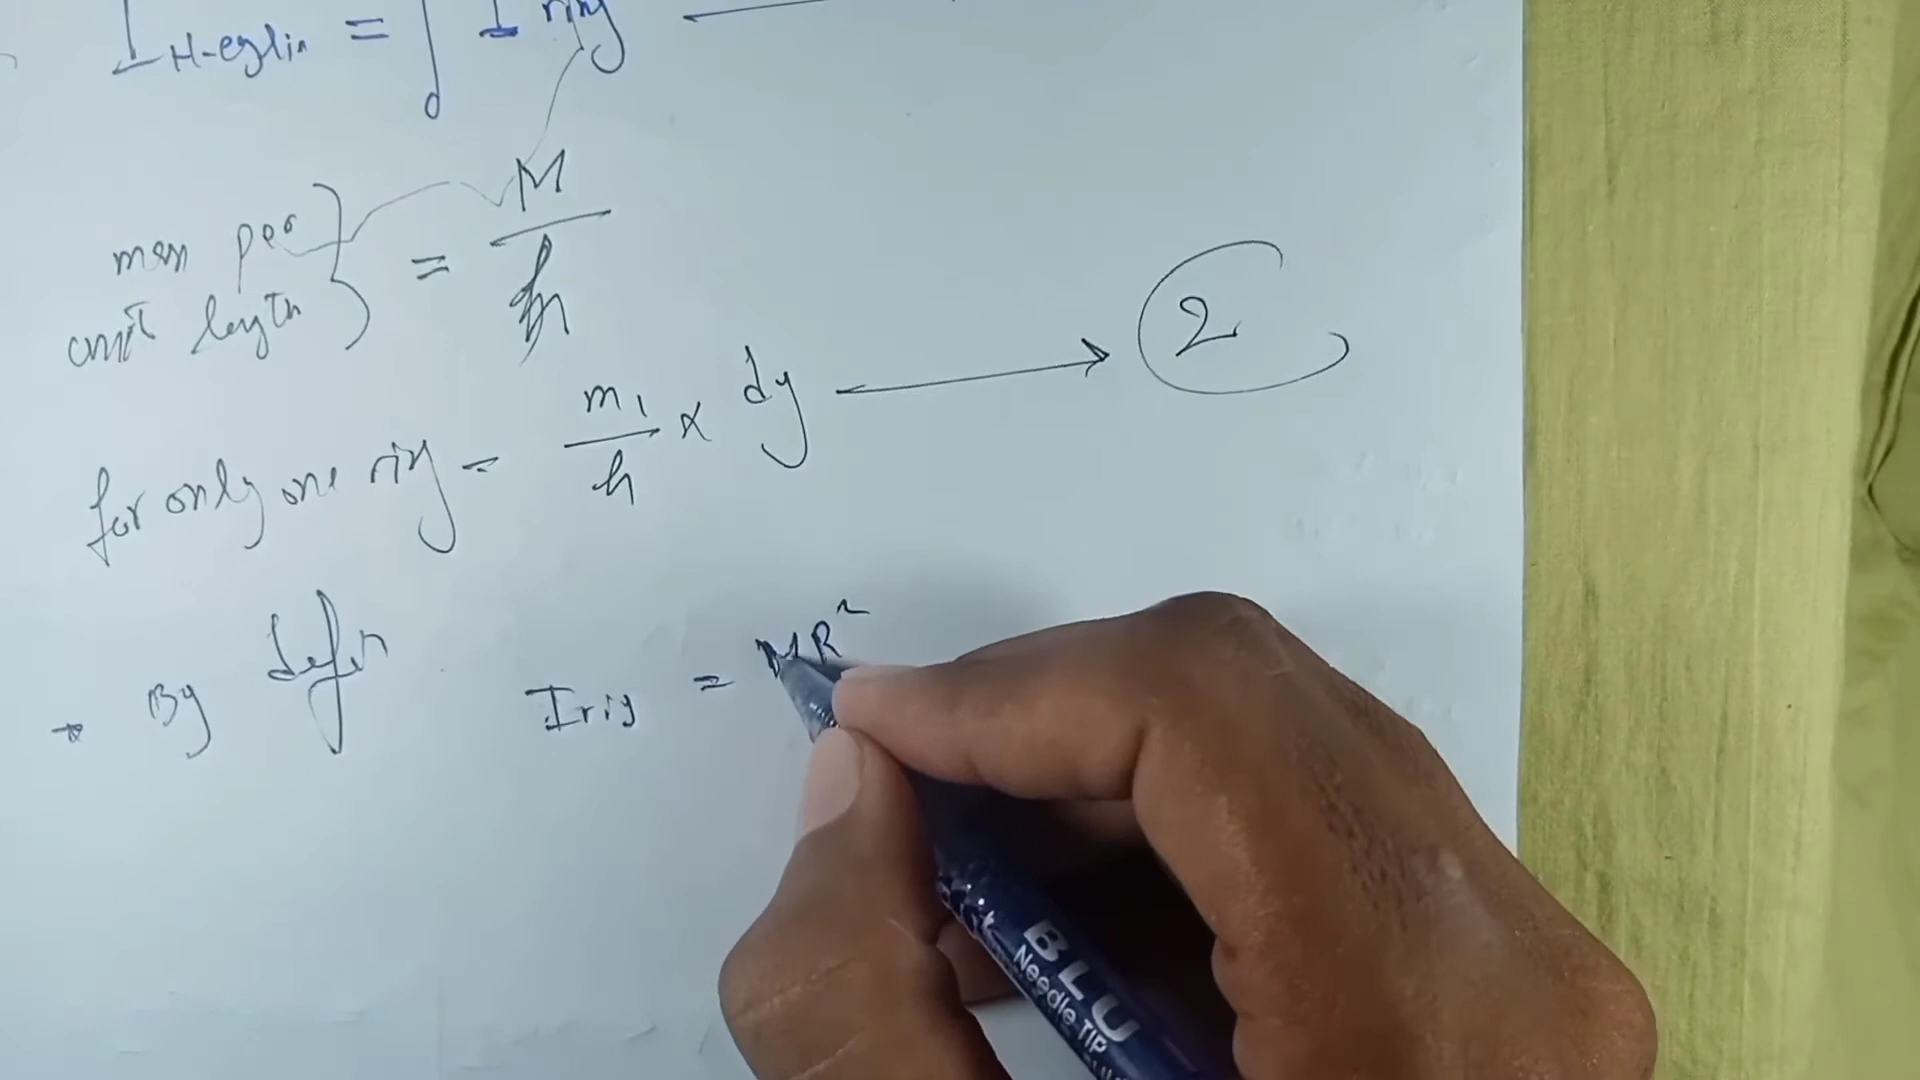 I H-cylin = ∫ I ring
0
mass per unit length } = M / h
for only one ring = m1 / h × dy → 2
By defn I ring = MR²
BLU
Needle TIP